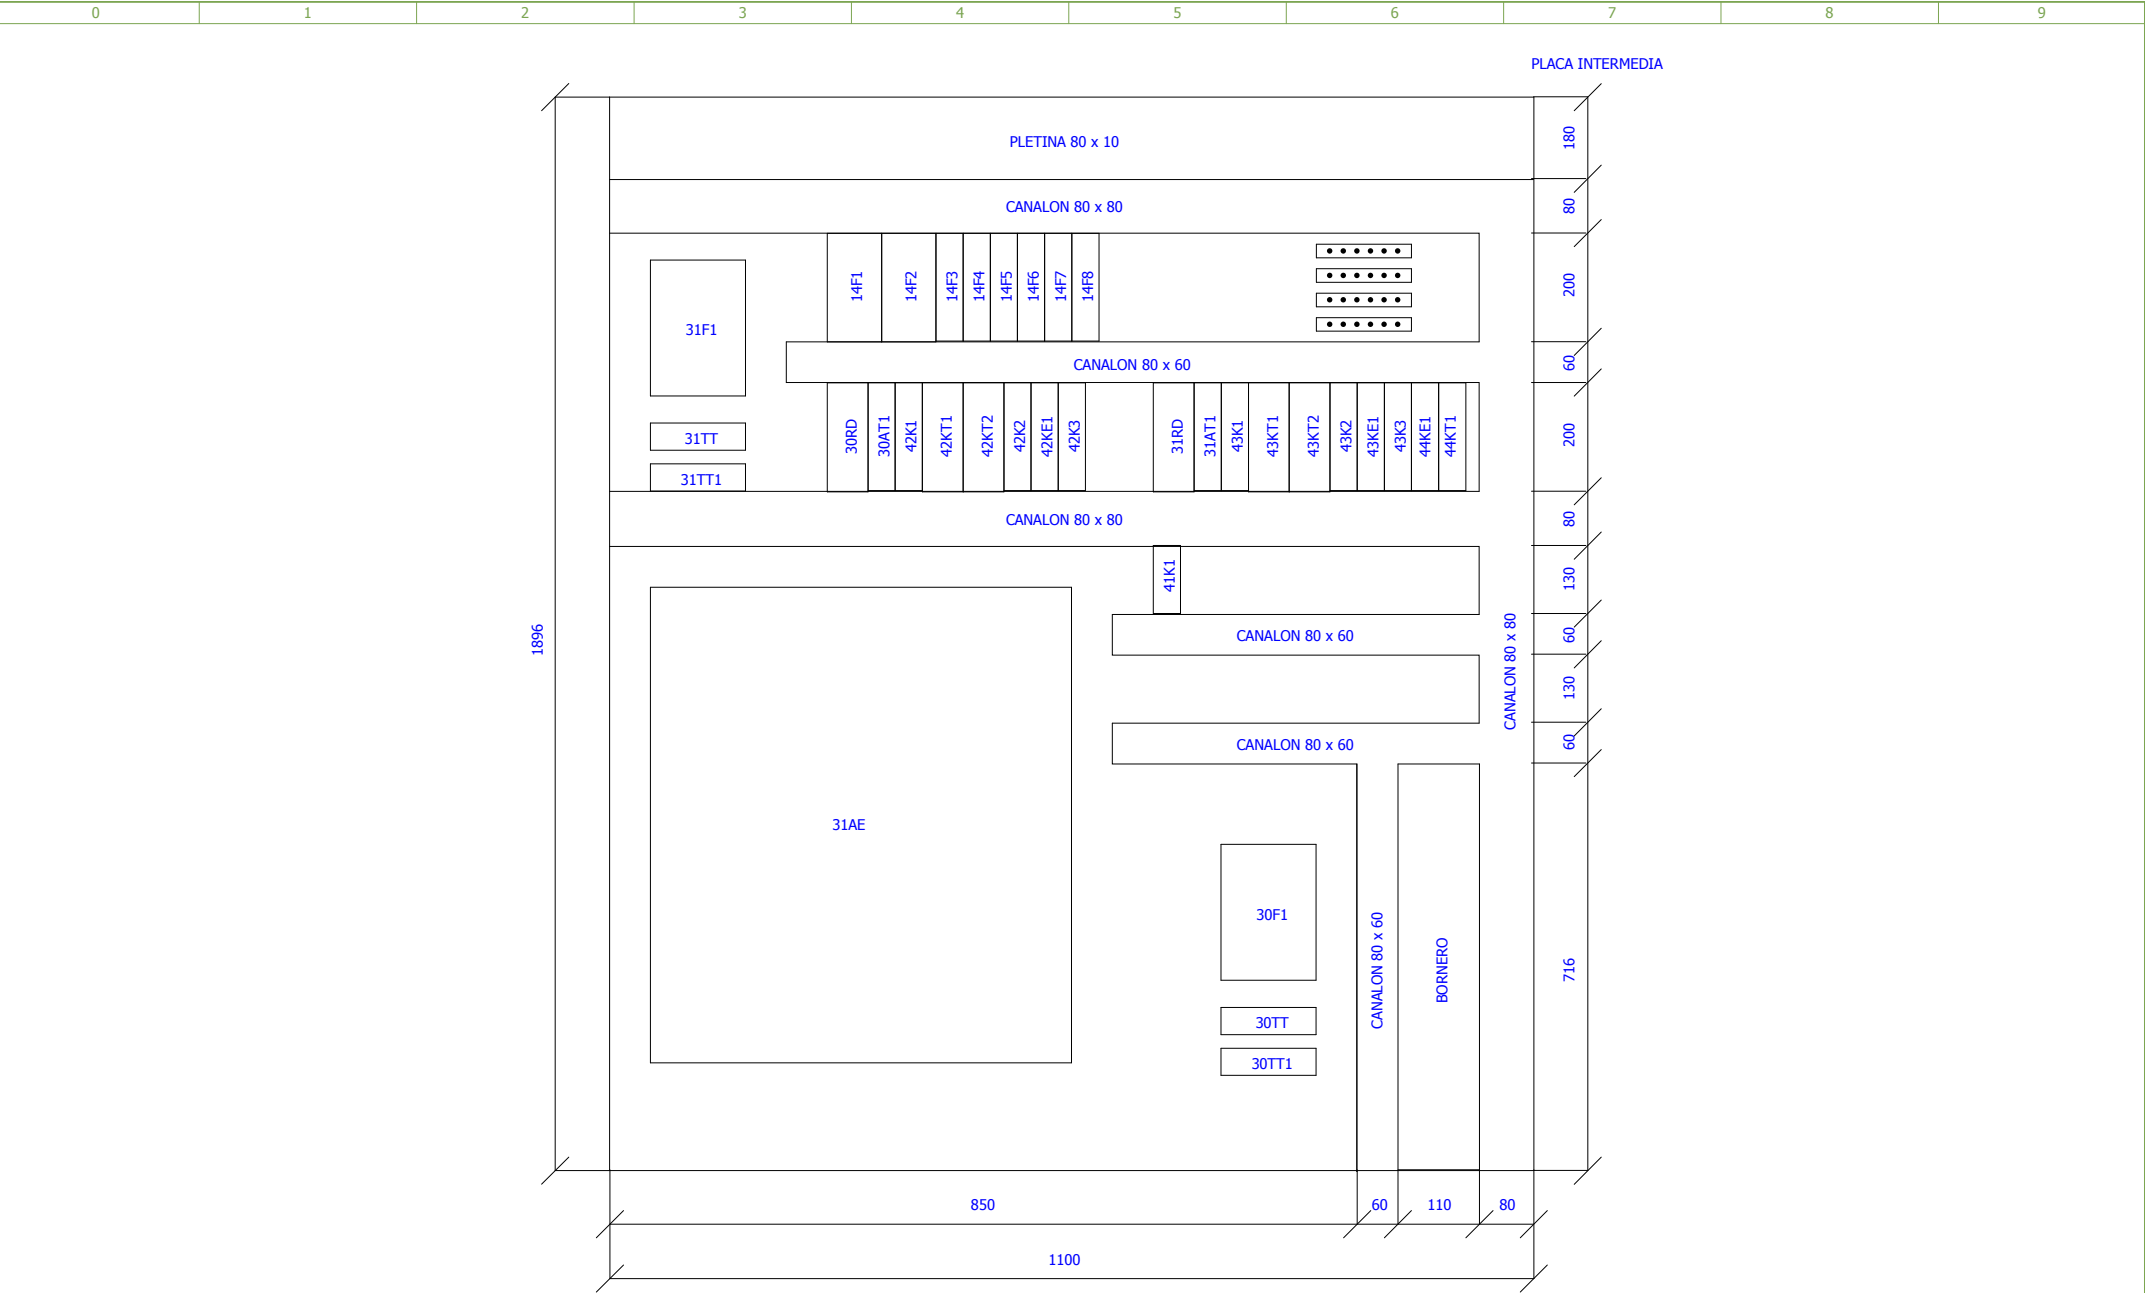 0 1 2 3 4 5 6 7 8 9
PLACA INTERMEDIA
PLETINA 80 x 10
180
CANALON 80 x 80
80
14F1 14F2 14F3 14F4 14F5 14F6 14F7 14F8
200
31F1
CANALON 80 x 60
60
30RD 30AT1 42K1 42KT1 42KT2 42K2 42KE1 42K3
31RD 31AT1 43K1 43KT1 43KT2 43K2 43KE1 43K3 44KE1 44KT1
200
31TT
31TT1
CANALON 80 x 80
80
41K1
130
1896
CANALON 80 x 60
60
CANALON 80 x 80
130
CANALON 80 x 60
60
31AE
30F1
CANALON 80 x 60
BORNERO
716
30TT
30TT1
850 60 110 80
1100